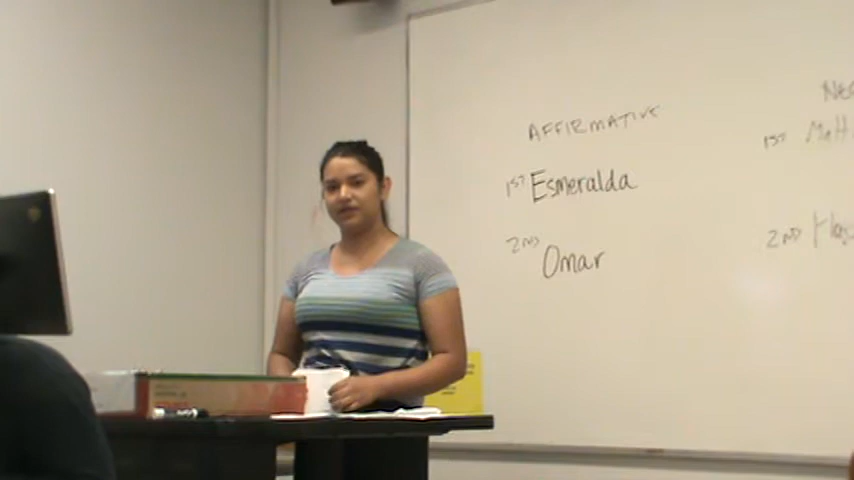 AFFIRMATIVE
1ST Esmeralda
2ND Omar
1ST Matt
2ND